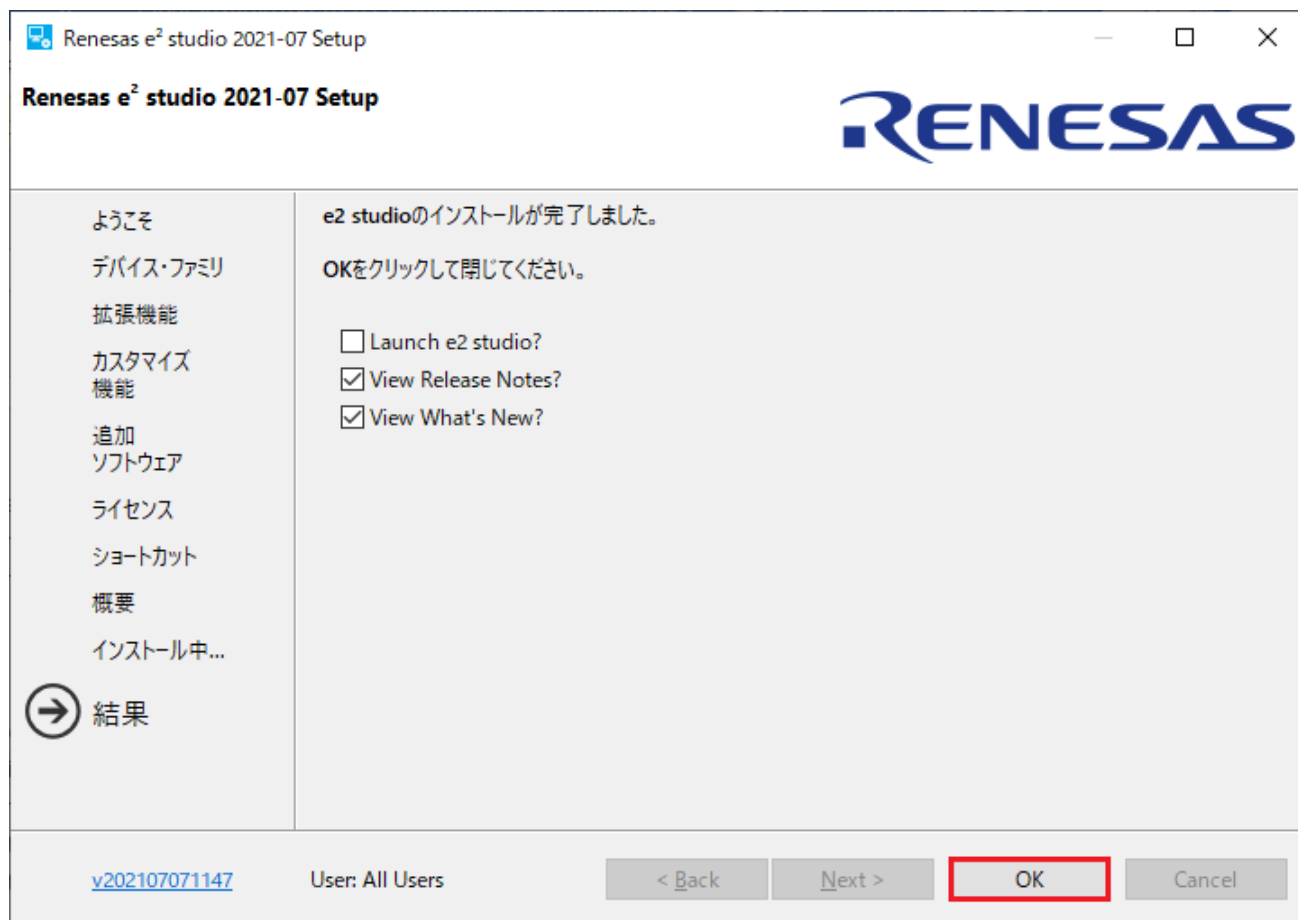 Renesas e² studio 2021-07 Setup
Renesas e² studio 2021-07 Setup
RENESAS
ようこそ
デバイス・ファミリ
拡張機能
カスタマイズ
機能
追加
ソフトウェア
ライセンス
ショートカット
概要
インストール中...
結果
e2 studioのインストールが完了しました。
OKをクリックして閉じてください。
Launch e2 studio?
View Release Notes?
View What's New?
v202107071147
User: All Users
< Back
Next >
OK
Cancel